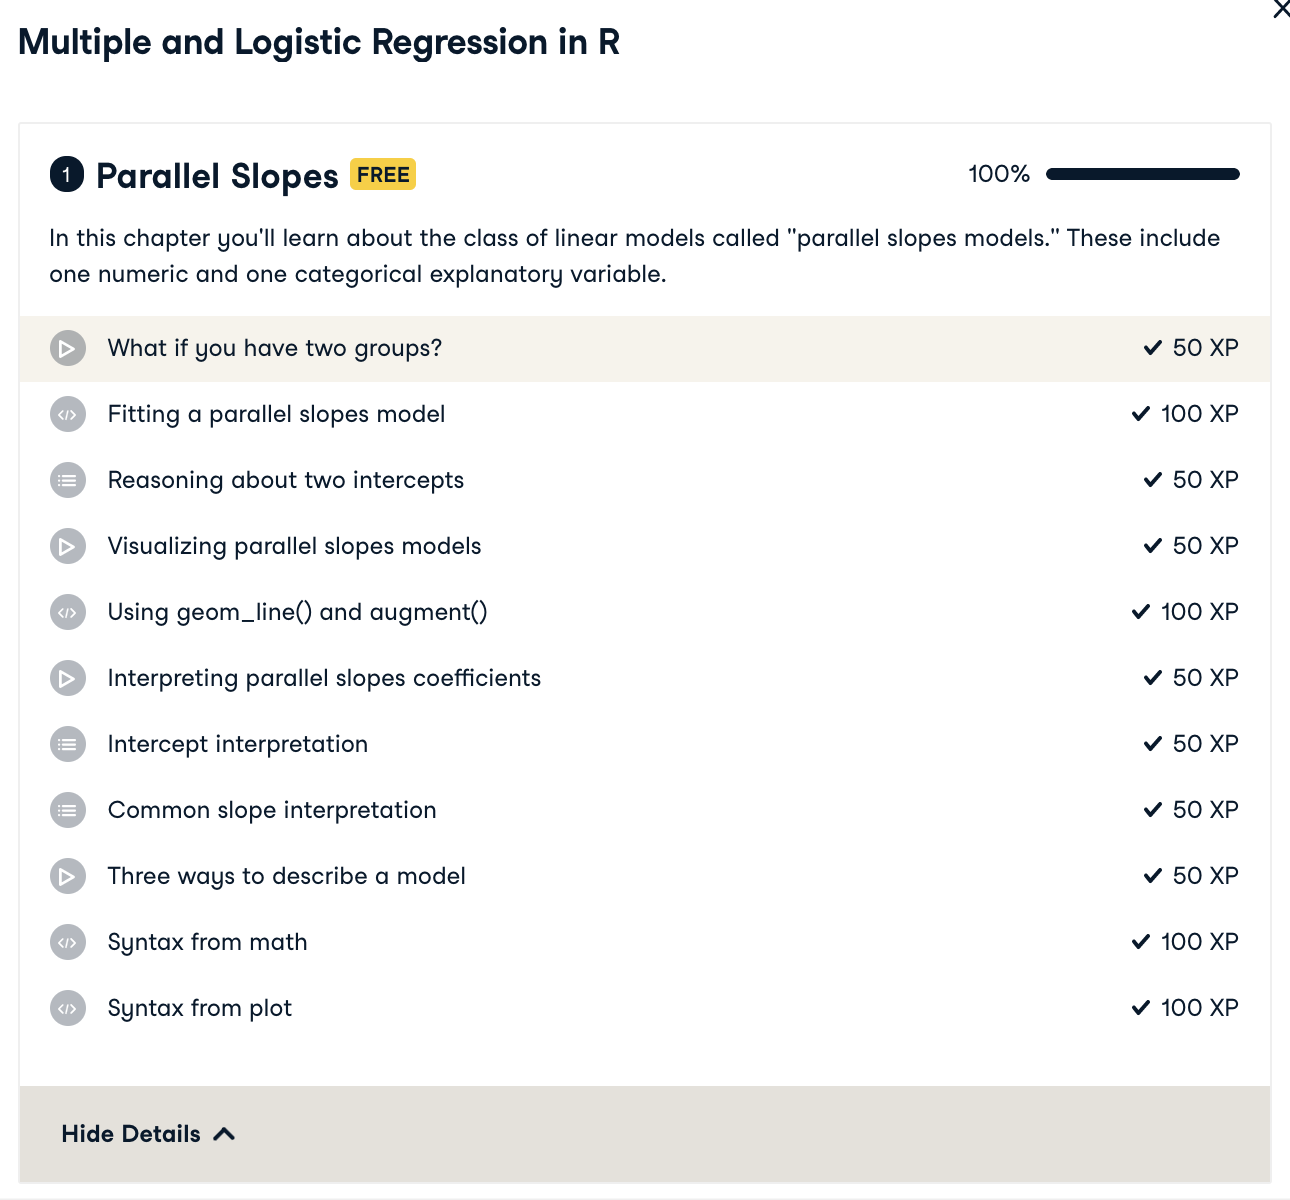 Multiple and Logistic Regression in R
1 Parallel Slopes FREE 100%
In this chapter you'll learn about the class of linear models called "parallel slopes models." These include
one numeric and one categorical explanatory variable.
What if you have two groups? 50 XP
Fitting a parallel slopes model 100 XP
Reasoning about two intercepts 50 XP
Visualizing parallel slopes models 50 XP
Using geom_line() and augment() 100 XP
Interpreting parallel slopes coefficients 50 XP
Intercept interpretation 50 XP
Common slope interpretation 50 XP
Three ways to describe a model 50 XP
Syntax from math 100 XP
Syntax from plot 100 XP
Hide Details